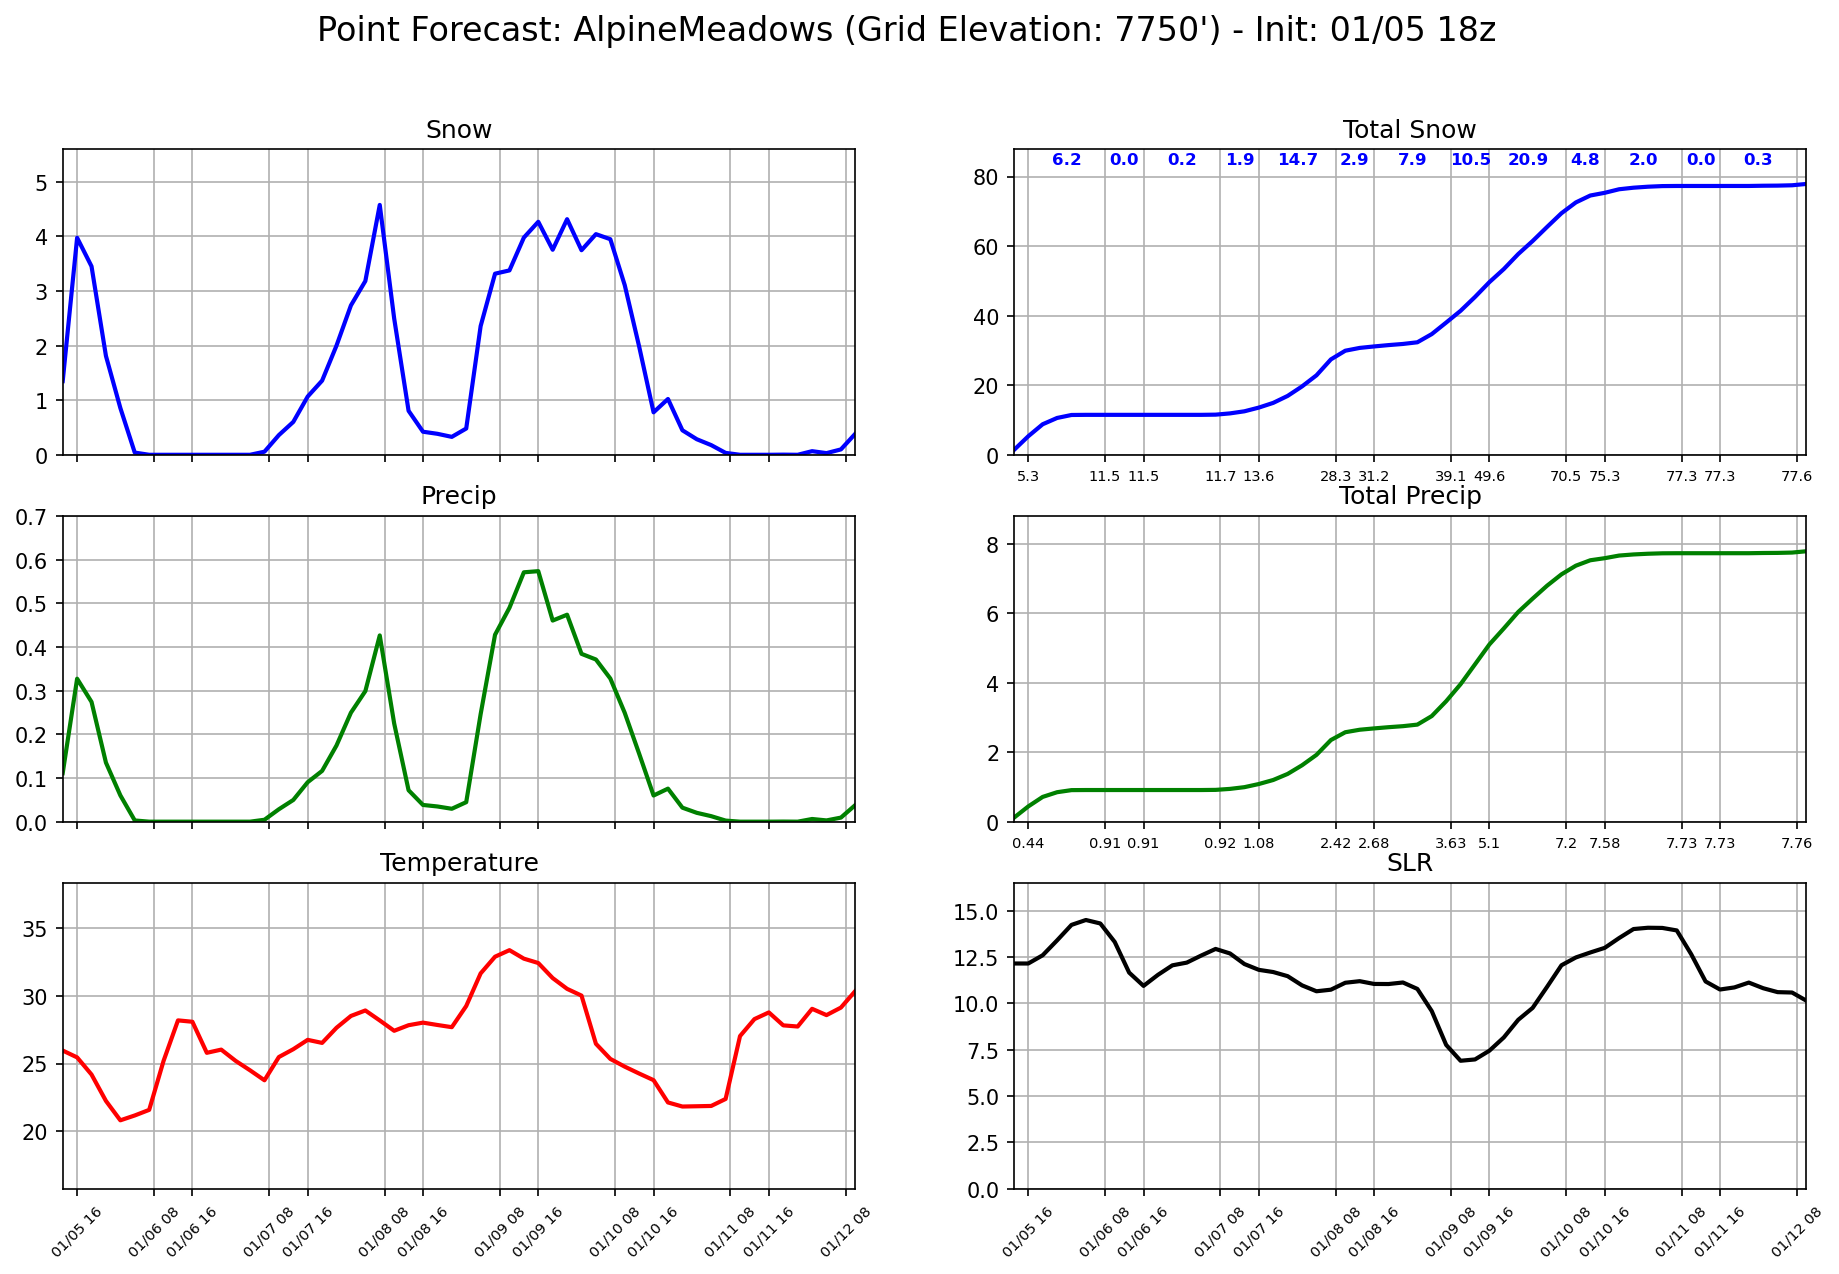 Point Forecast: AlpineMeadows (Grid Elevation: 7750') - Init: 01/05 18z
Snow
5
4
3
2
1
0
Total Snow
6.2 0.0 0.2 1.9 14.7 2.9 7.9 10.5 20.9 4.8 2.0 0.0 0.3
80
60
40
20
0
5.3 11.5 11.5 11.7 13.6 28.3 31.2 39.1 49.6 70.5 75.3 77.3 77.3 77.6
Precip
0.7
0.6
0.5
0.4
0.3
0.2
0.1
0.0
Total Precip
8
6
4
2
0
0.44 0.91 0.91 0.92 1.08 2.42 2.68 3.63 5.1 7.2 7.58 7.73 7.73 7.76
Temperature
35
30
25
20
01/05 16 01/06 08 01/06 16 01/07 08 01/07 16 01/08 08 01/08 16 01/09 08 01/09 16 01/10 08 01/10 16 01/11 08 01/11 16 01/12 08
SLR
15.0
12.5
10.0
7.5
5.0
2.5
0.0
01/05 16 01/06 08 01/06 16 01/07 08 01/07 16 01/08 08 01/08 16 01/09 08 01/09 16 01/10 08 01/10 16 01/11 08 01/11 16 01/12 08